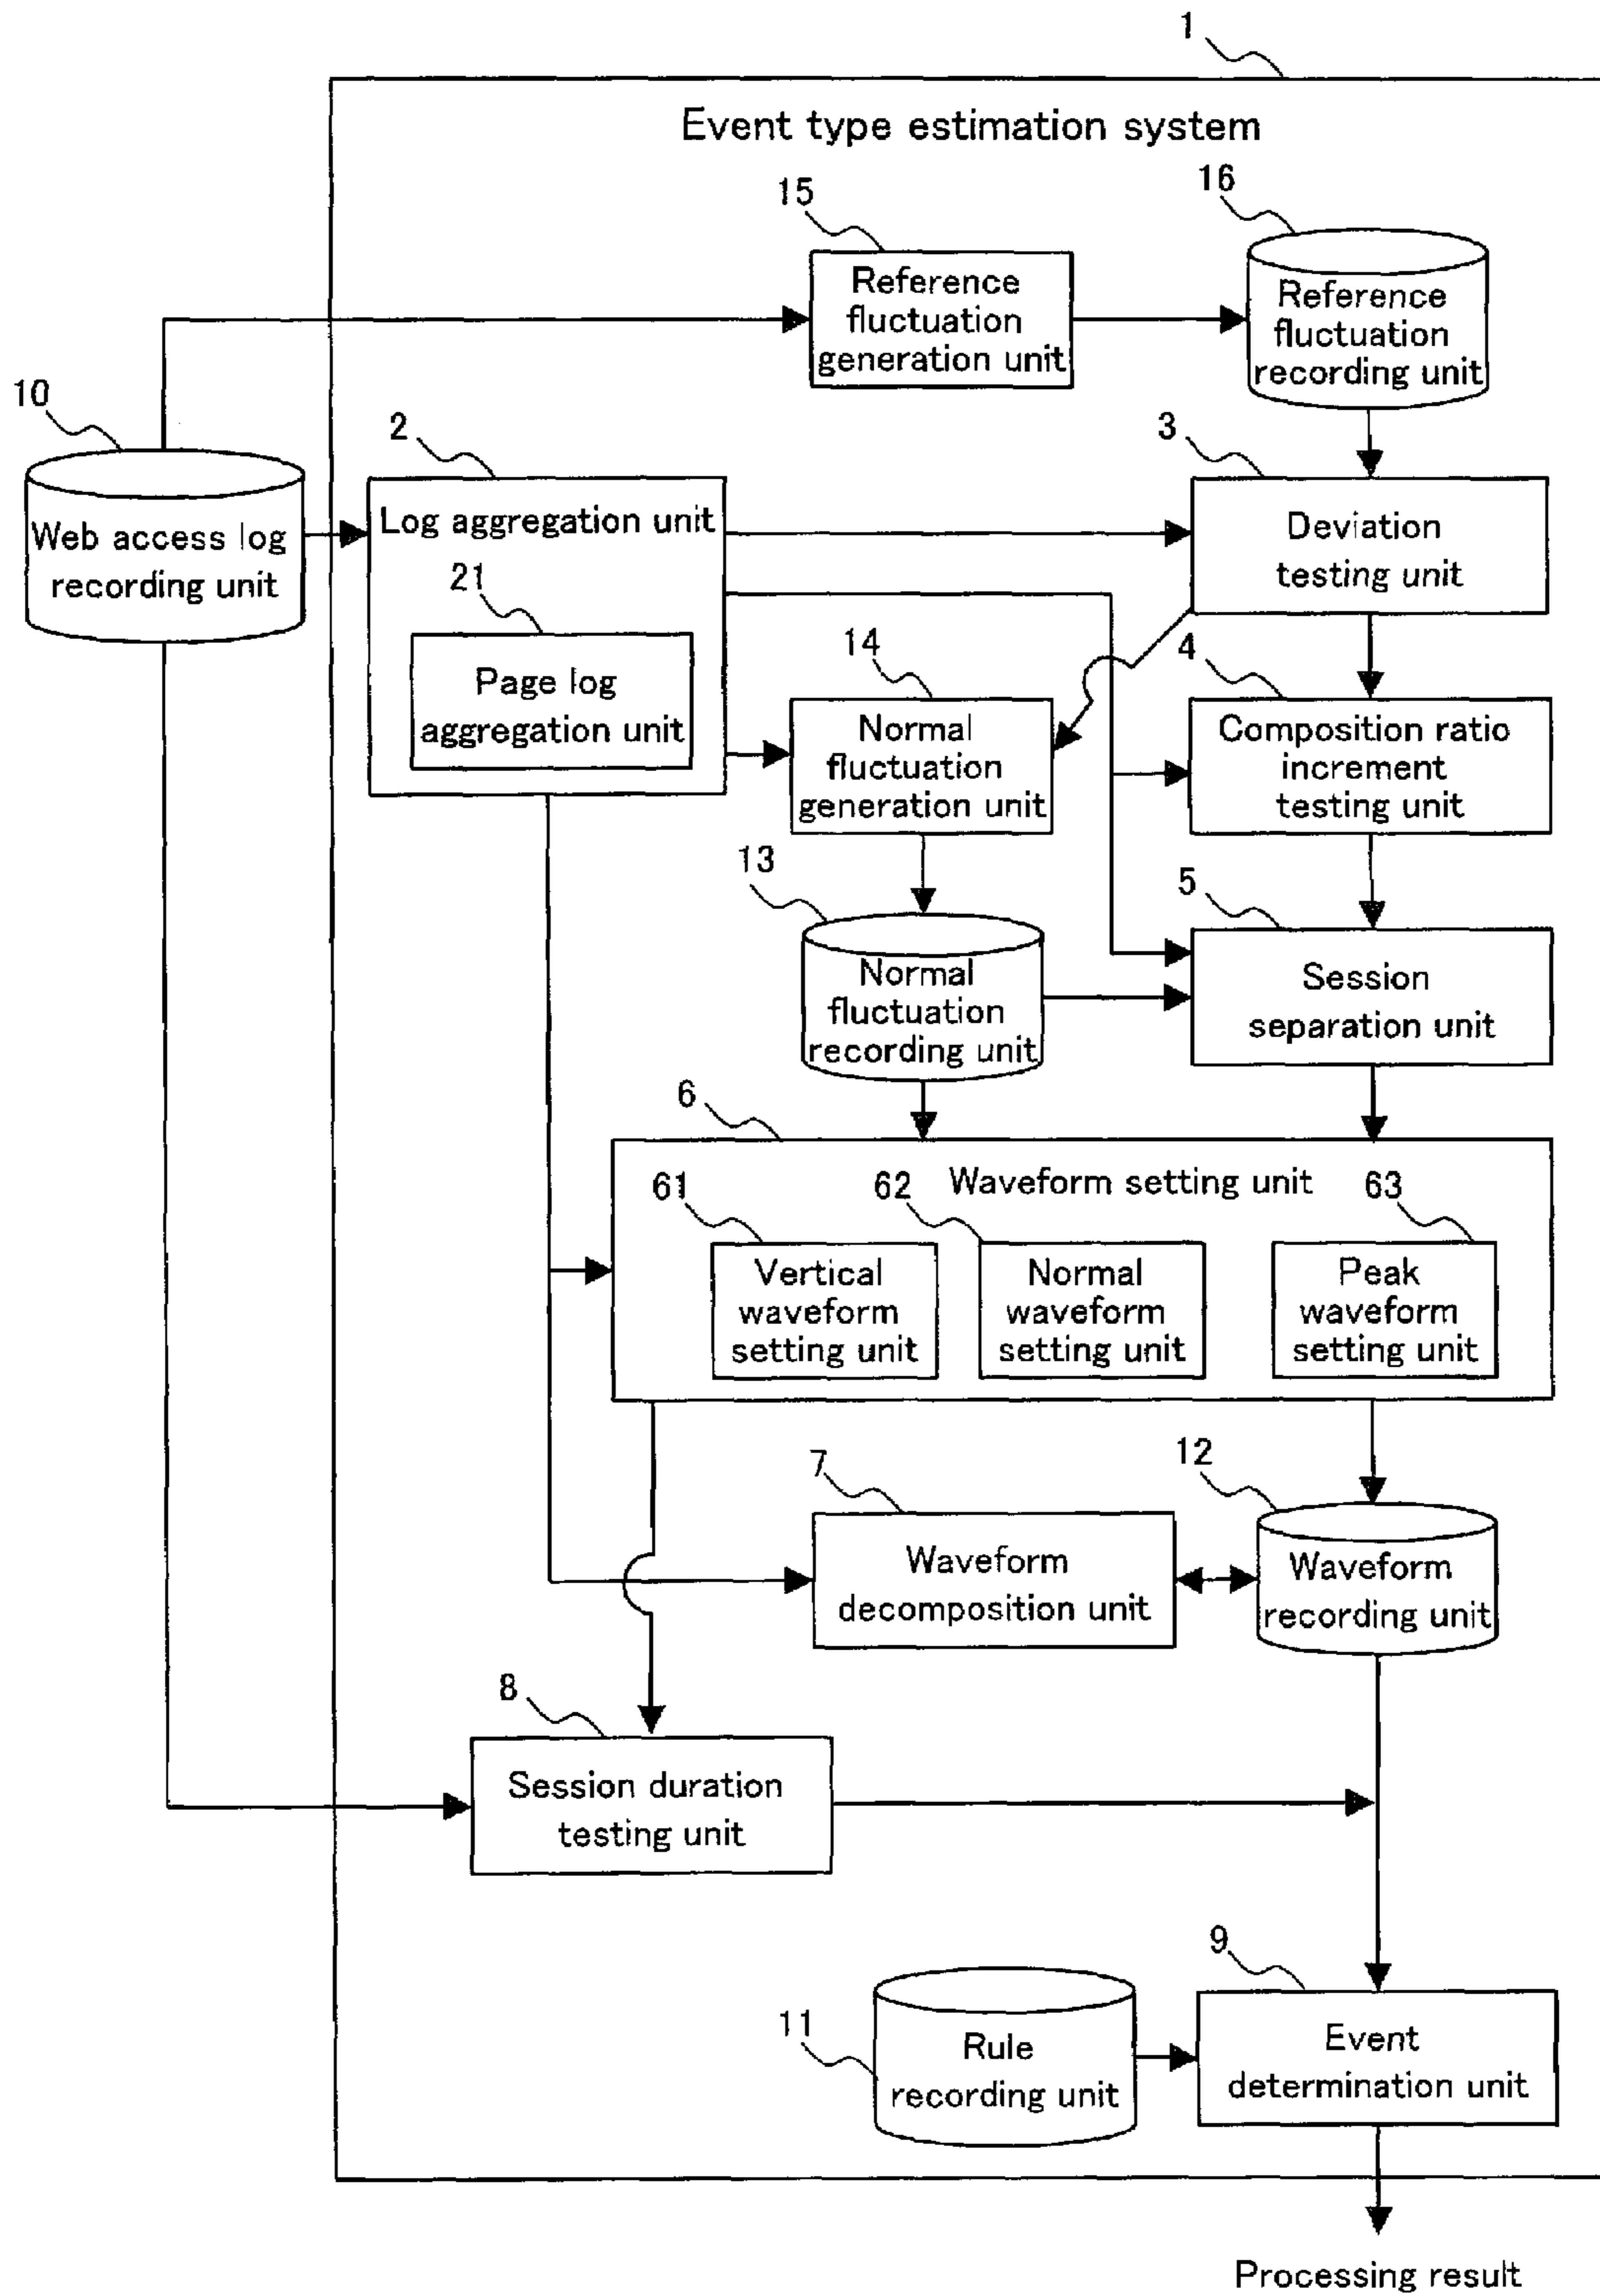 1
Event type estimation system
15
16
Reference
fluctuation
generation unit
Reference
fluctuation
recording unit
10
2
3
Web access log
recording unit
Log aggregation unit
21
Page log
aggregation unit
Deviation
testing unit
14
4
Normal
fluctuation
generation unit
Composition ratio
increment
testing unit
13
5
Normal
fluctuation
recording unit
Session
separation unit
6
Waveform setting unit
61
62
63
Vertical
waveform
setting unit
Normal
waveform
setting unit
Peak
waveform
setting unit
7
12
Waveform
decomposition unit
Waveform
recording unit
8
Session duration
testing unit
9
11
Rule
recording unit
Event
determination unit
Processing result